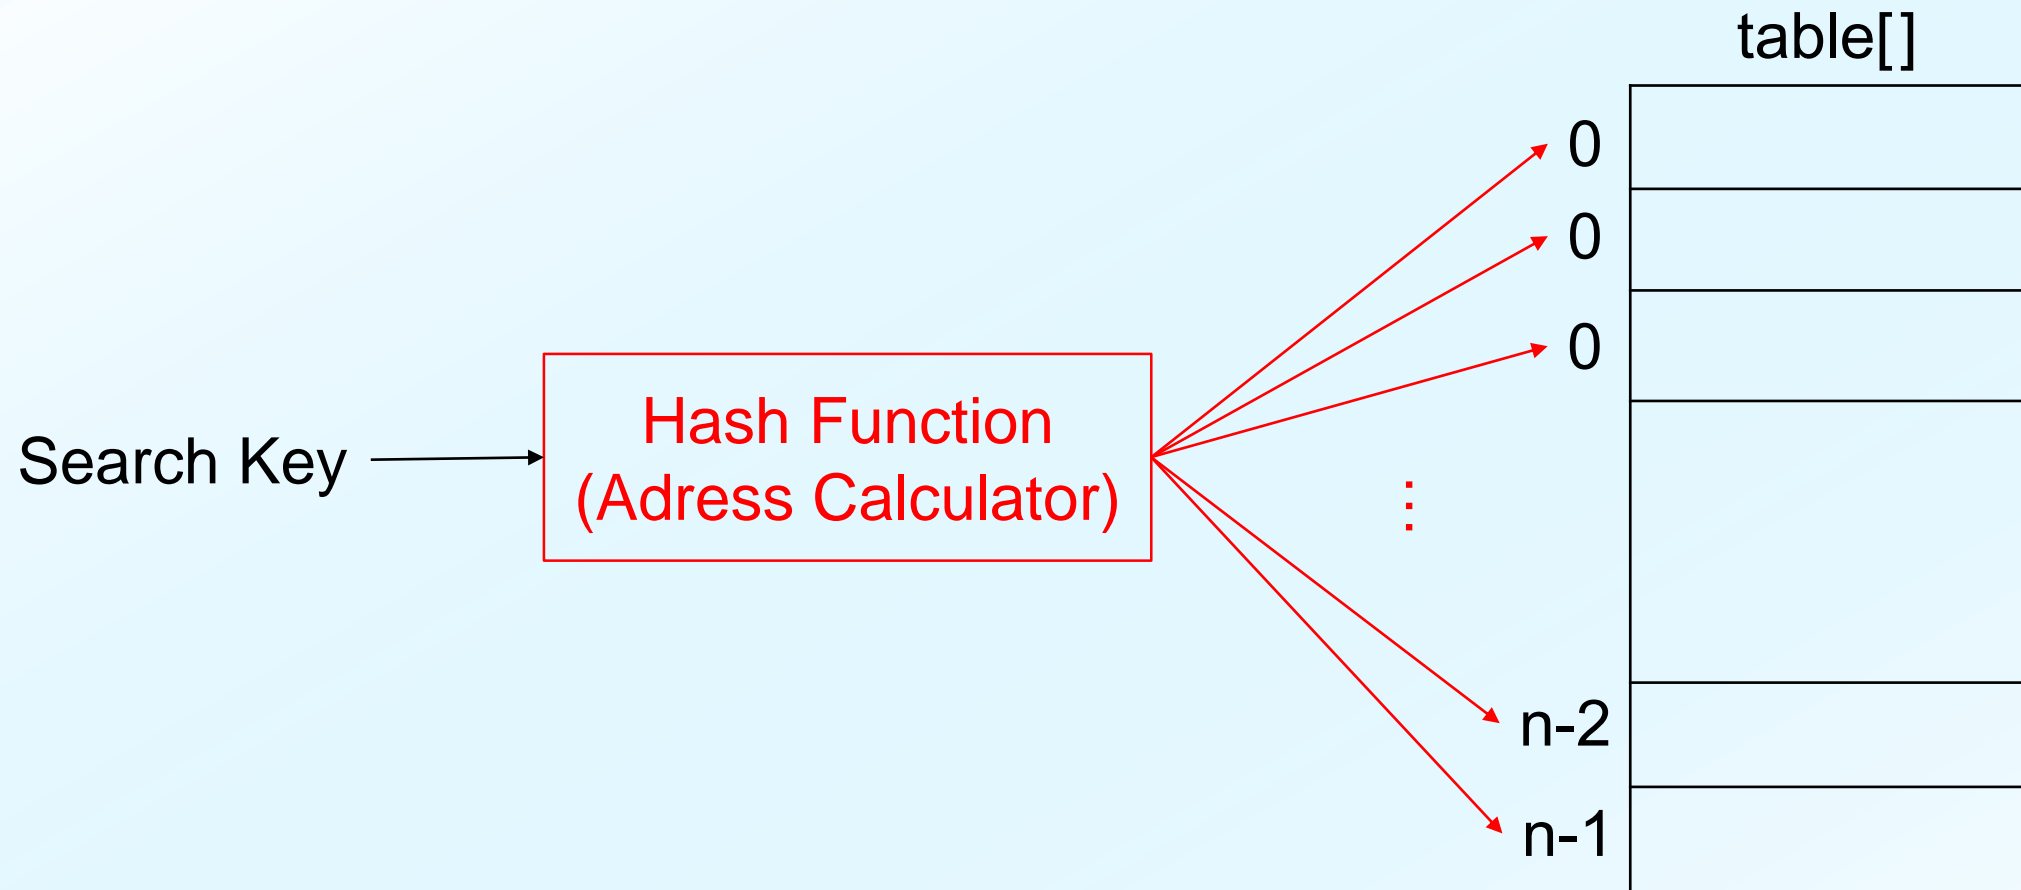 table[]
0
0
0
Hash Function
Search Key
(Adress Calculator)
⋮
n-2
n-1